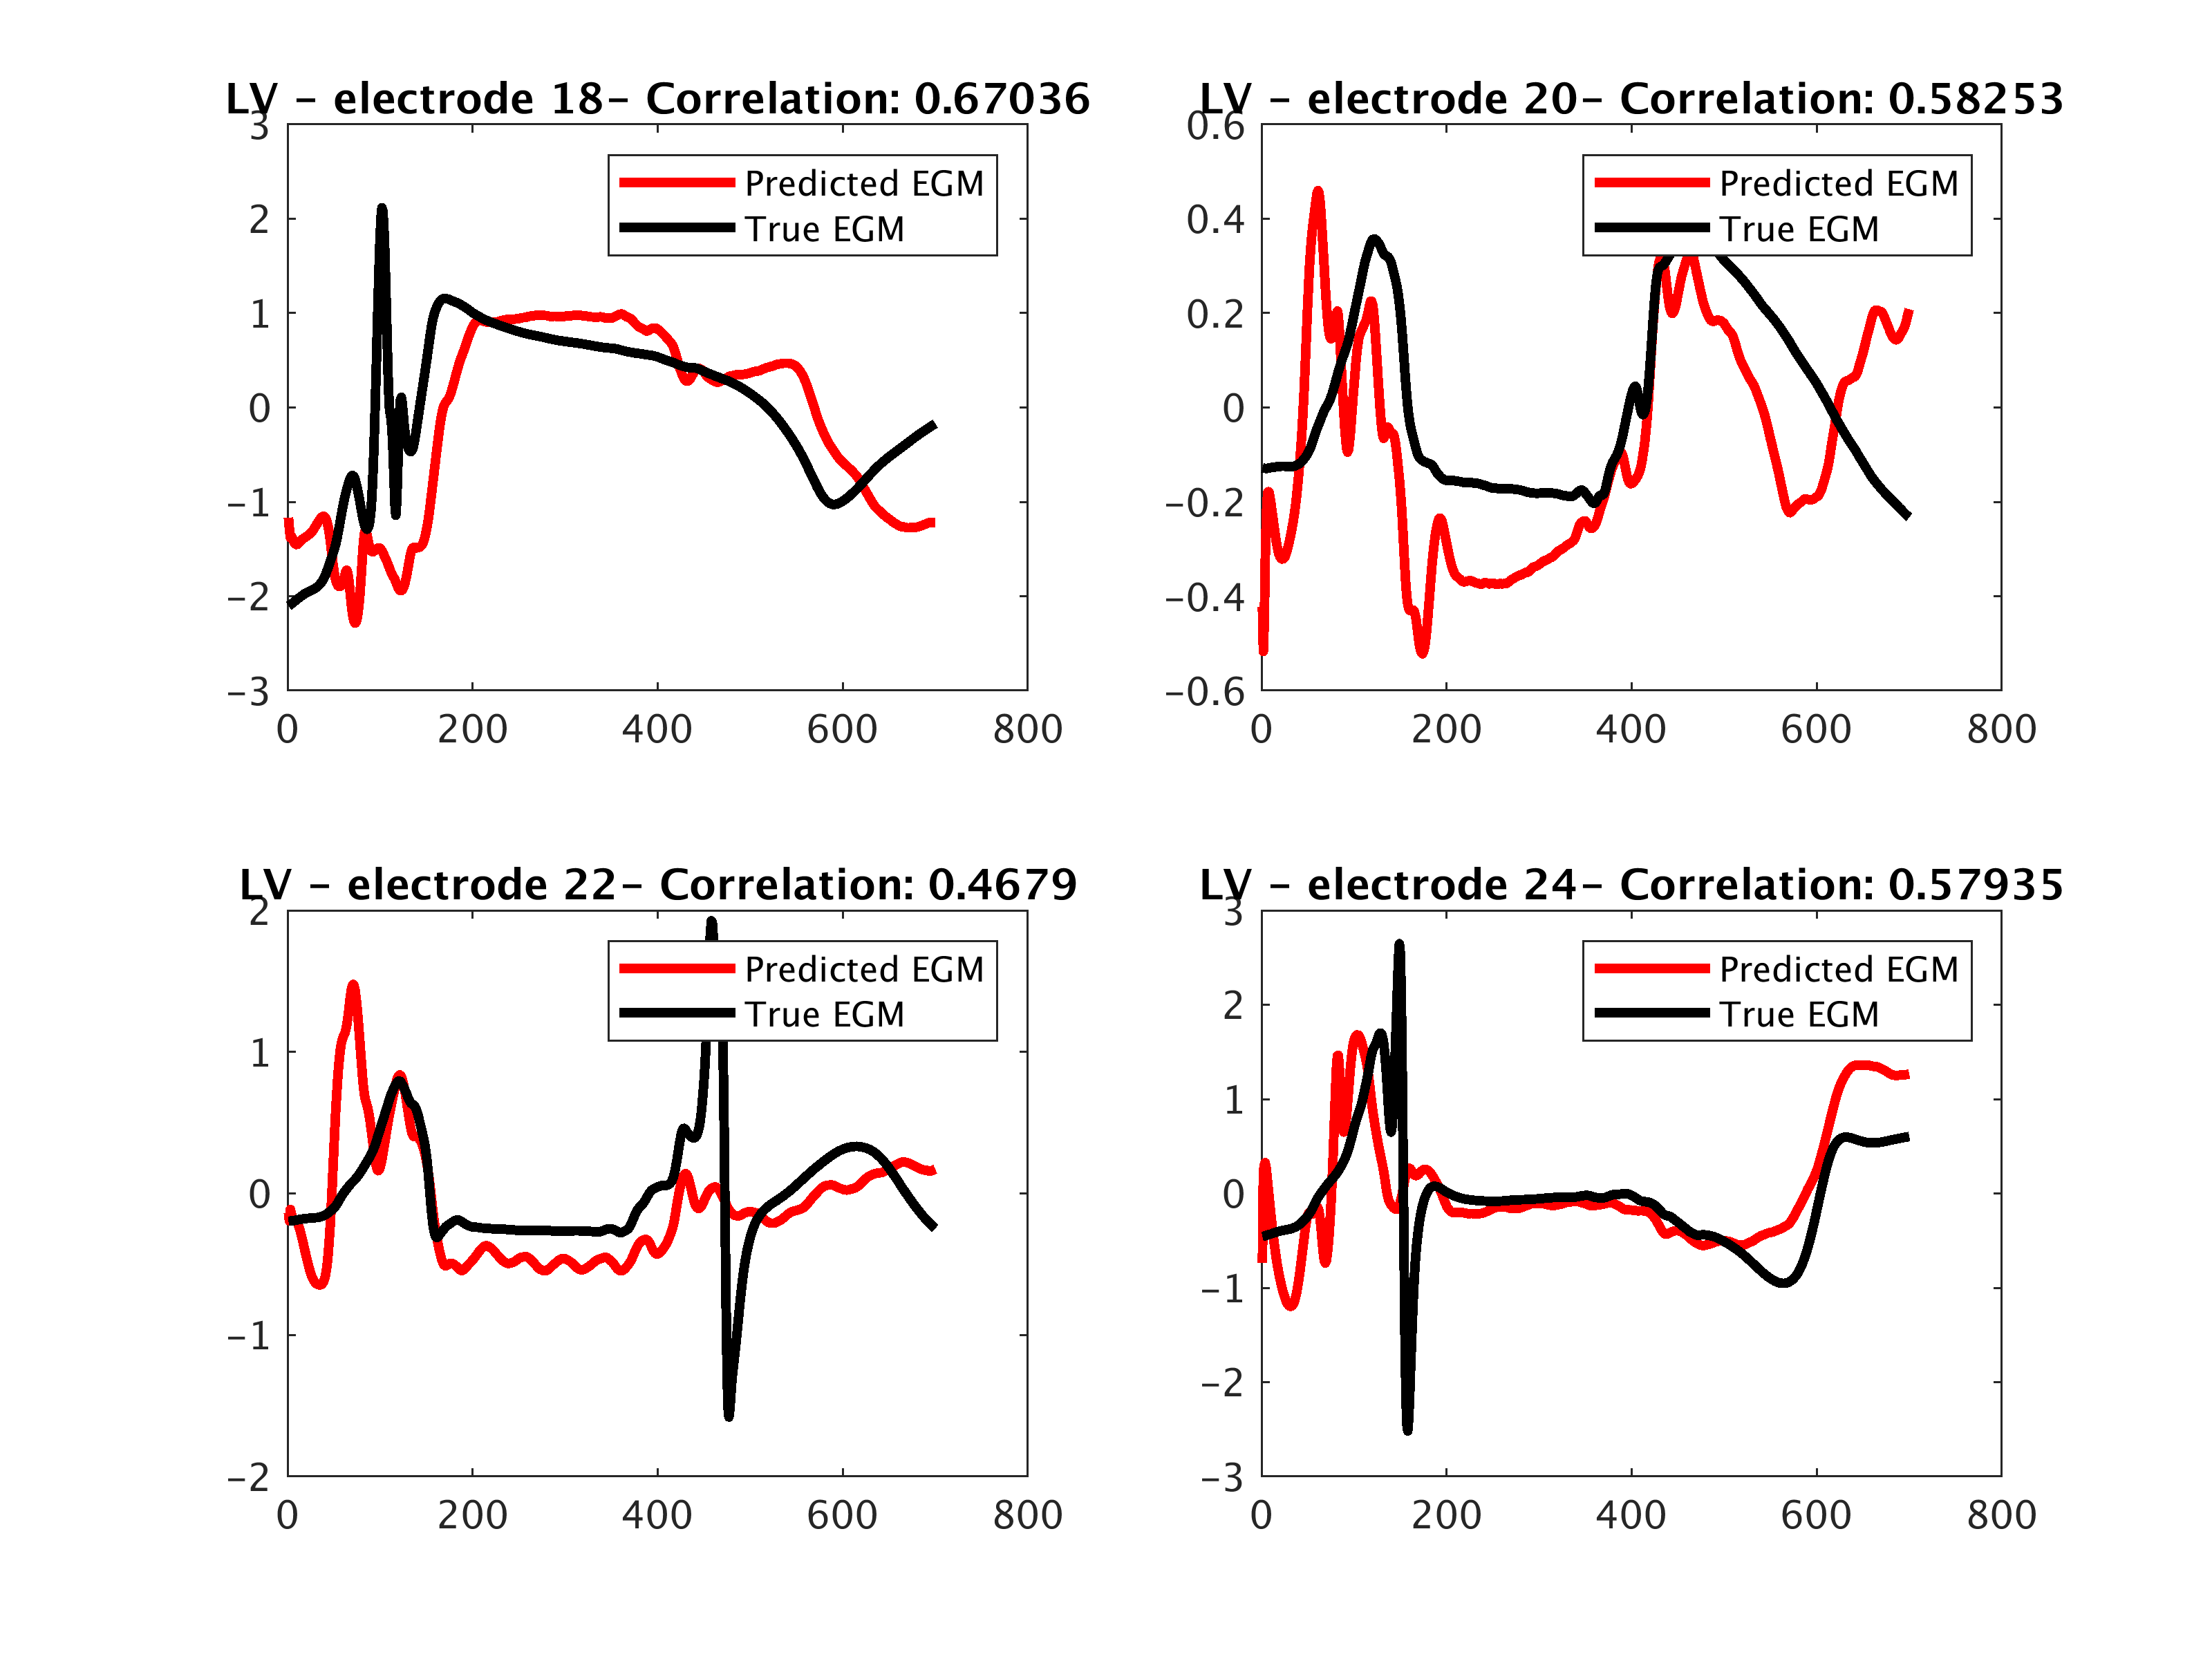 LV – electrode 18– Correlation: 0.67036
3
2
1
0
−1
−2
−3
0 200 400 600 800
Predicted EGM
True EGM
LV – electrode 20– Correlation: 0.58253
0.6
0.4
0.2
0
−0.2
−0.4
−0.6
0 200 400 600 800
Predicted EGM
True EGM
LV – electrode 22– Correlation: 0.4679
2
1
0
−1
−2
0 200 400 600 800
Predicted EGM
True EGM
LV – electrode 24– Correlation: 0.57935
3
2
1
0
−1
−2
−3
0 200 400 600 800
Predicted EGM
True EGM